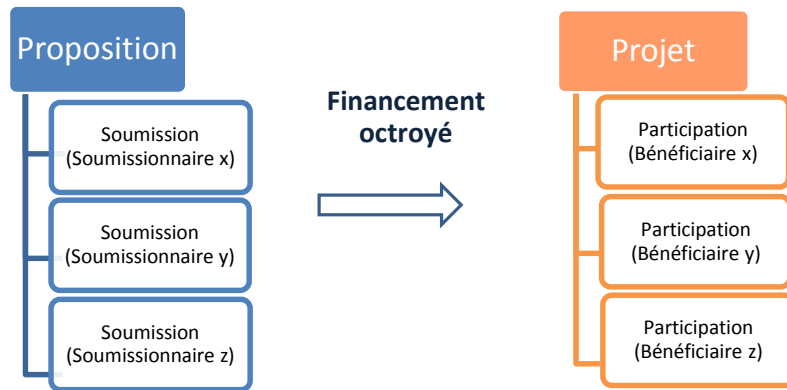 Proposition
Soumission
(Soumissionnaire x)
Soumission
(Soumissionnaire y)
Soumission
(Soumissionnaire z)
Financement
octroyé
Projet
Participation
(Bénéficiaire x)
Participation
(Bénéficiaire y)
Participation
(Bénéficiaire z)